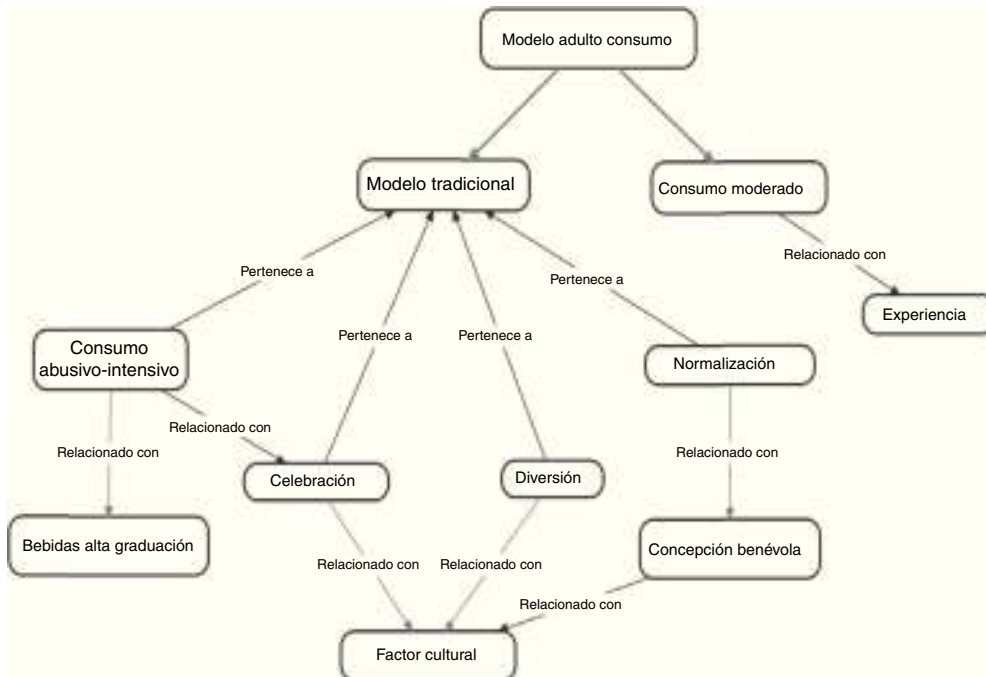 Modelo adulto consumo
Modelo tradicional
Consumo moderado
Relacionado con
Pertenece a
Pertenece a
Experiencia
Pertenece a
Pertenece a
Consumo
abusivo-intensivo
Normalización
Relacionado con
Relacionado con
Relacionado con
Celebración
Diversión
Bebidas alta graduación
Concepción benévola
Relacionado con
Relacionado con
Relacionado con
Factor cultural